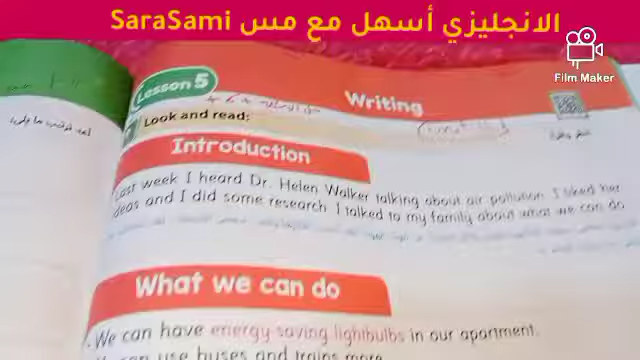 الانجليزي أسهل مع مس SaraSami
Film Maker
Lesson 5
Writing
Look and read:
Introduction
Last week I heard Dr. Helen Walker talking about air pollution. I liked her
ideas and I did some research. I talked to my family about what we can do
What we can do
We can have energy saving lightbulbs in our apartment.
can use buses and trains more